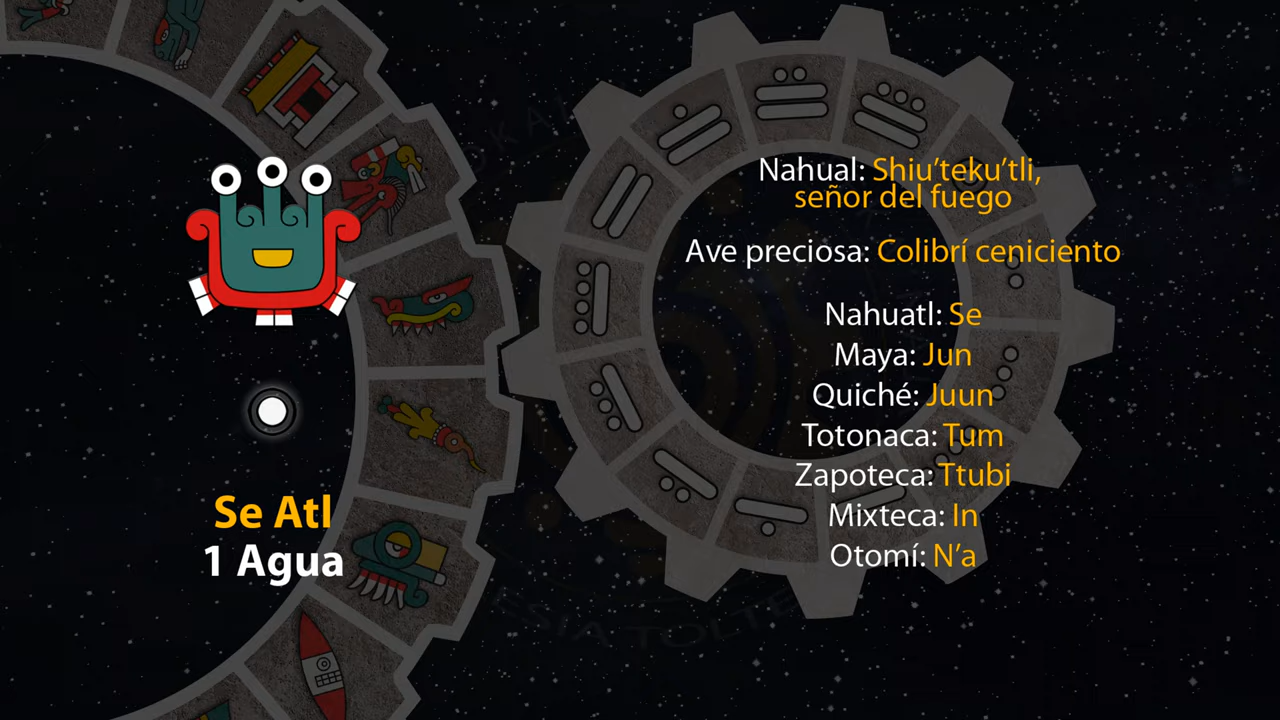 Se Atl
1 Agua
Nahual: Shiu’teku’tli,
señor del fuego
Ave preciosa: Colibrí ceniciento
Nahuatl: Se
Maya: Jun
Quiché: Juun
Totonaca: Tum
Zapoteca: Ttubi
Mixteca: In
Otomí: N’a